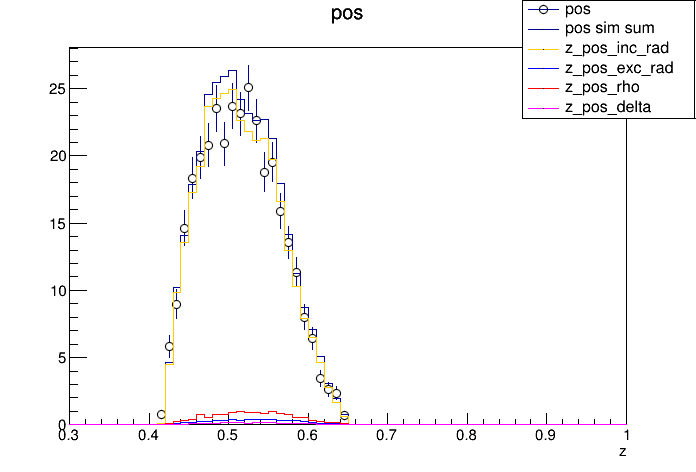 pos
pos
pos sim sum
z_pos_inc_rad
z_pos_exc_rad
z_pos_rho
z_pos_delta
25
20
15
10
5
0
0.3 0.4 0.5 0.6 0.7 0.8 0.9 1
z